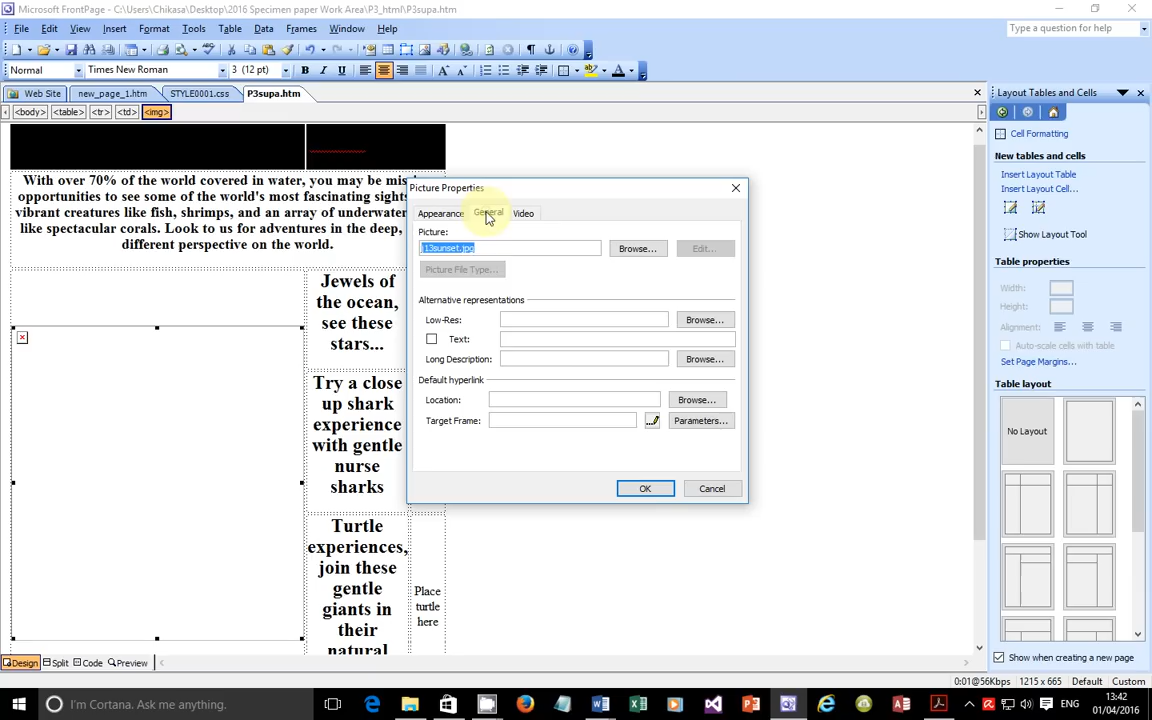 Microsoft FrontPage - C:\Users\Chikasa\Desktop\2016 Specimen paper Work Area\P3_html\P3supa.htm
File Edit View Insert Format Tools Table Data Frames Window Help
Type a question for help
Normal Times New Roman 3 (12 pt) B I U
Web Site new_page_1.htm STYLE0001.css P3supa.htm
Layout Tables and Cells
<body> <table> <tr> <td> <img>
Cell Formatting
New tables and cells
Insert Layout Table
Insert Layout Cell...
Show Layout Tool
Table properties
Width:
Height:
Alignment:
Auto-scale cells with table
Set Page Margins...
Table layout
No Layout
Show when creating a new page
With over 70% of the world covered in water, you may be mis
opportunities to see some of the world's most fascinating sight
vibrant creatures like fish, shrimps, and an array of underwater
like spectacular corals. Look to us for adventures in the deep,
different perspective on the world.
Jewels of
the ocean,
see these
stars...
Try a close
up shark
experience
with gentle
nurse
sharks
Turtle
experiences,
join these
gentle
giants in
their
natural
Place
turtle
here
Picture Properties
Appearance General Video
Picture:
j13sunset.jpg Browse... Edit...
Picture File Type...
Alternative representations
Low-Res: Browse...
Text:
Long Description: Browse...
Default hyperlink
Location: Browse...
Target Frame: Parameters...
OK Cancel
Design Split Code Preview
0:01@56Kbps 1215 x 665 Default Custom
I'm Cortana. Ask me anything.
ENG
13:42
01/04/2016